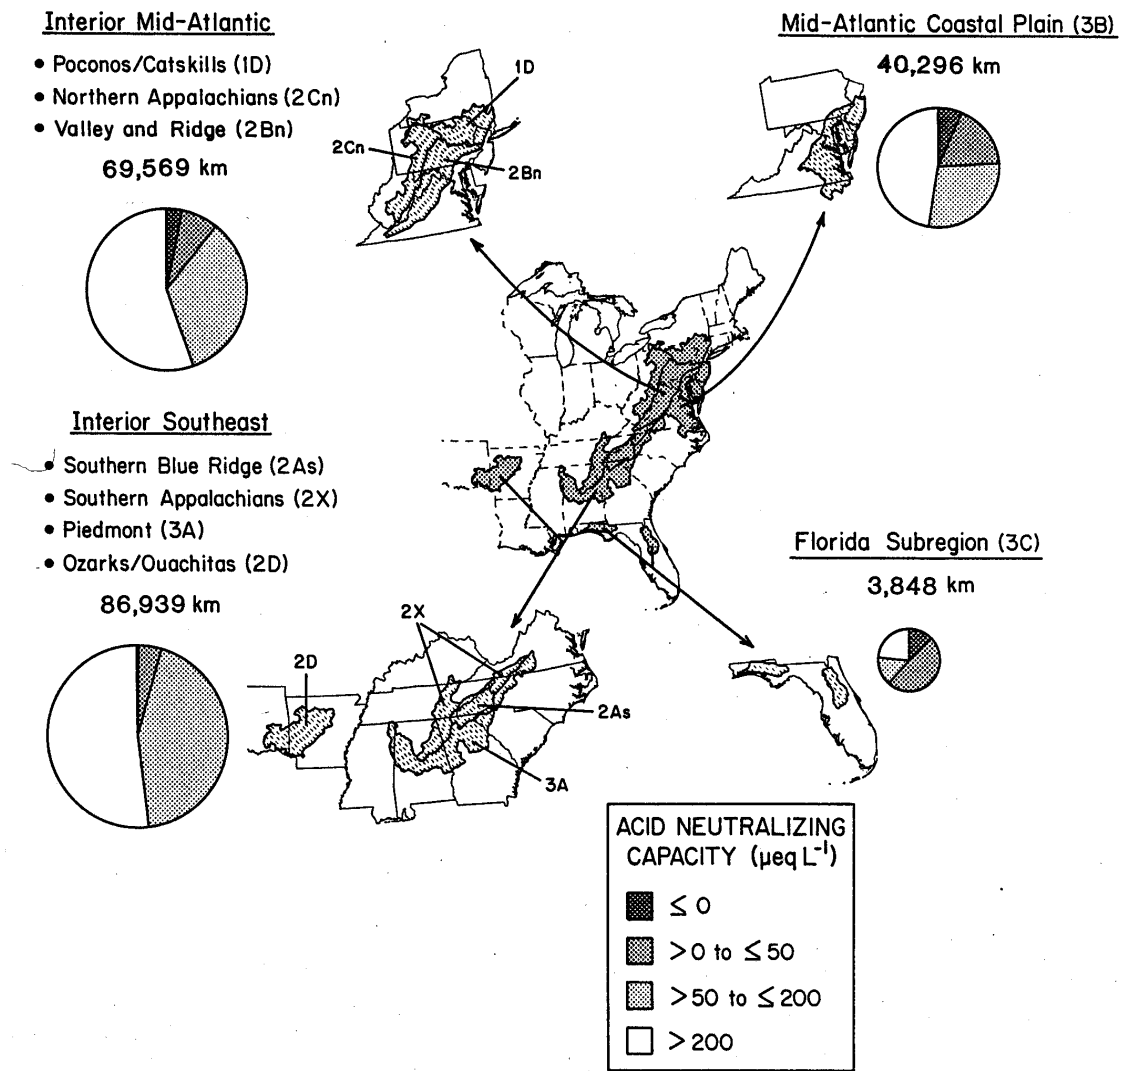 Interior Mid-Atlantic
• Poconos/Catskills (1D)
• Northern Appalachians (2Cn)
• Valley and Ridge (2Bn)
69,569 km
1D
2Cn
2Bn
Mid-Atlantic Coastal Plain (3B)
40,296 km
Interior Southeast
• Southern Blue Ridge (2As)
• Southern Appalachians (2X)
• Piedmont (3A)
• Ozarks/Ouachitas (2D)
86,939 km
2X
2D
2As
3A
Florida Subregion (3C)
3,848 km
ACID NEUTRALIZING
CAPACITY (µeq L⁻¹)
≤ 0
>0 to ≤ 50
>50 to ≤200
> 200